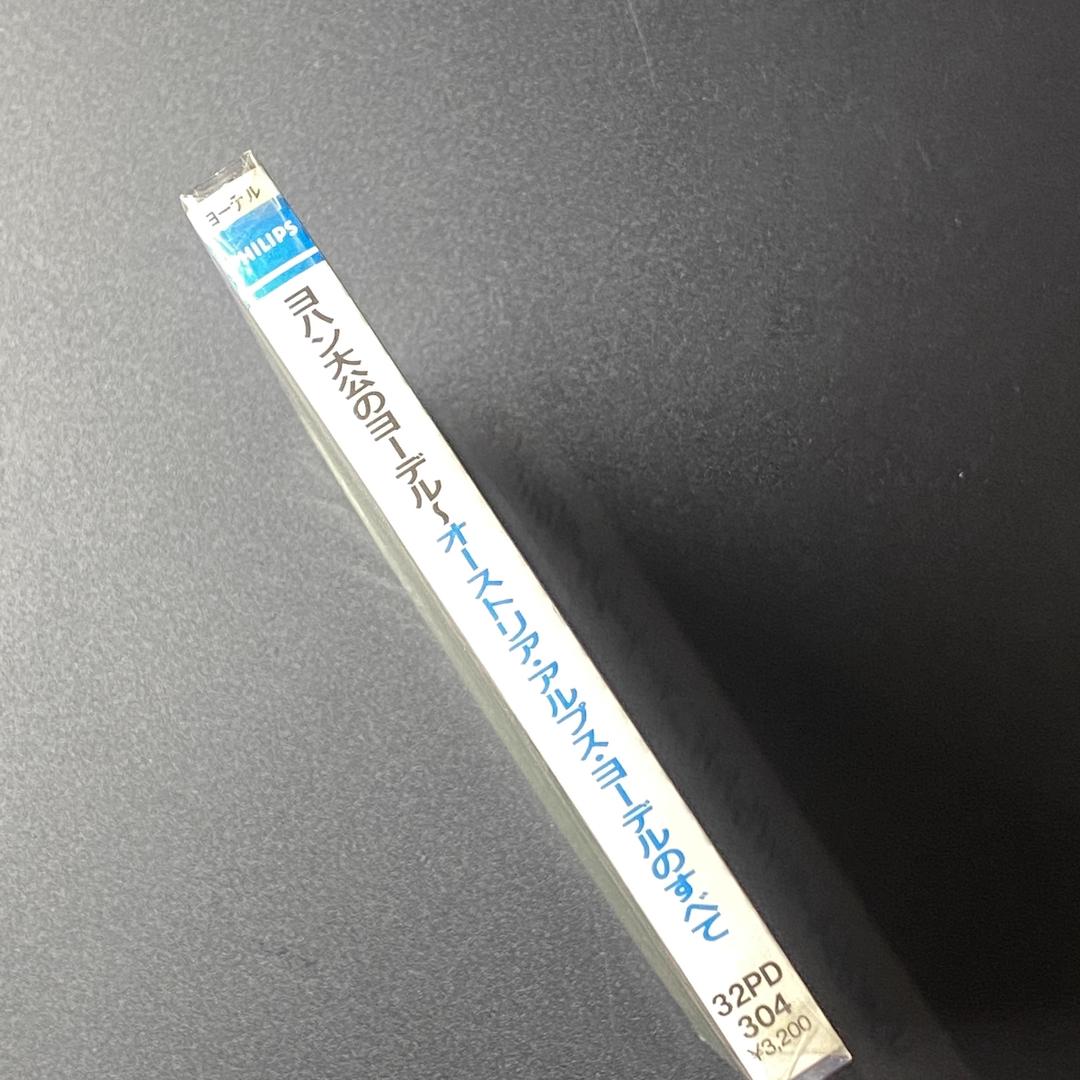 ヨーデル
PHILIPS
ヨハン大公のヨーデル〜オーストリア・アルプス・ヨーデルのすべて
32PD
304
¥3,200